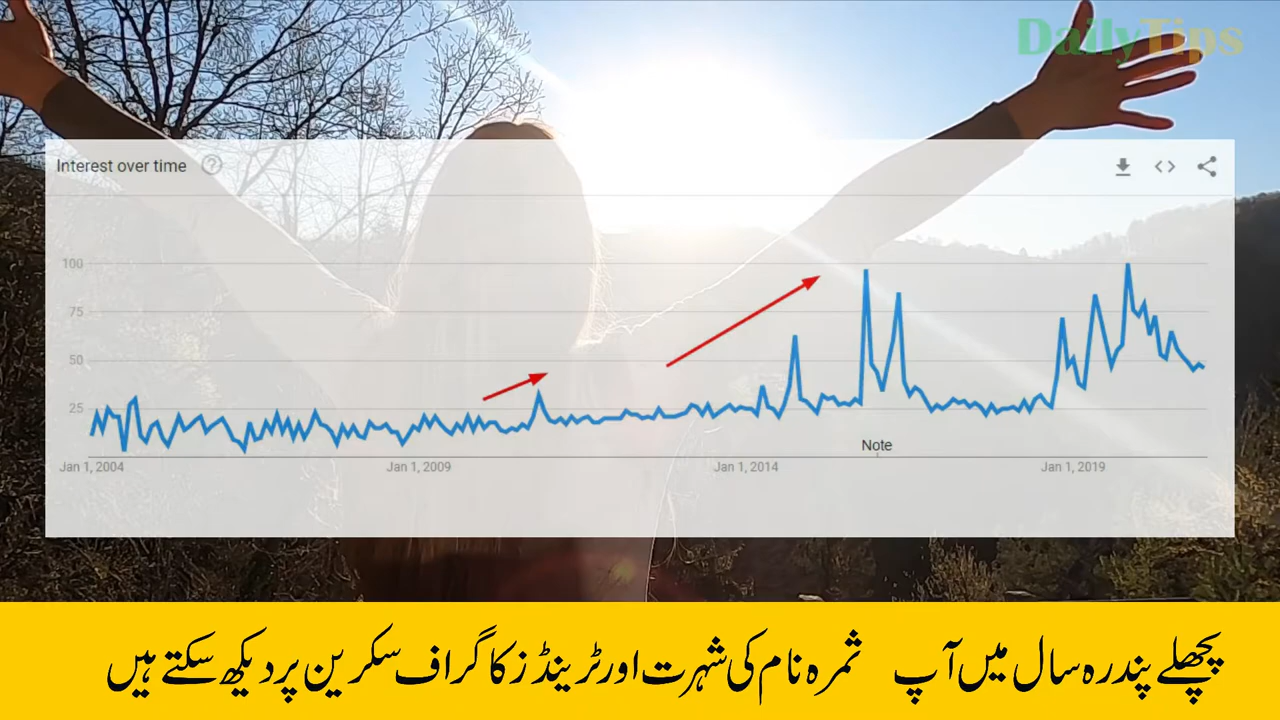 DailyTips
Interest over time
100
75
50
25
Note
Jan 1, 2004 Jan 1, 2009 Jan 1, 2014 Jan 1, 2019
پچھلے پندرہ سال میں آپ ثمرہ نام کی شہرت اور ٹرینڈز کا گراف سکرین پر دیکھ سکتے ہیں